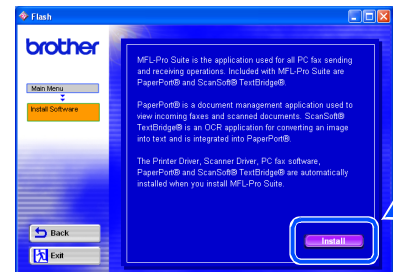 Flash
brother
Main Menu
Install Software
MFL-Pro Suite is the application used for all PC fax sending
and receiving operations. Included with MFL-Pro Suite are
PaperPort® and ScanSoft® TextBridge®.
PaperPort® is a document management application used to
view incoming faxes and scanned documents. ScanSoft®
TextBridge® is an OCR application for converting an image
into text and is integrated into PaperPort®.
The Printer Driver, Scanner Driver, PC fax software,
PaperPort® and ScanSoft® TextBridge® are automatically
installed when you install MFL-Pro Suite.
Back
Exit
Install